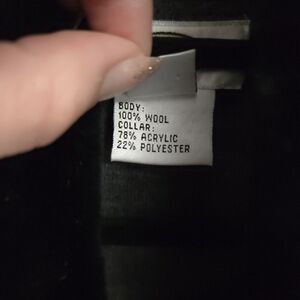 BODY:
100% WOOL
COLLAR:
78% ACRYLIC
22% POLYESTER